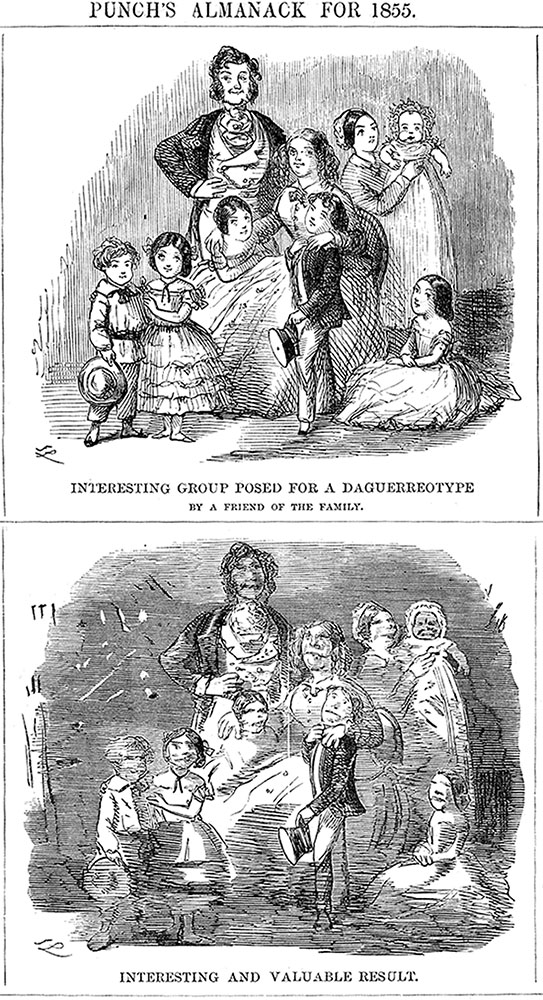 PUNCH'S ALMANACK FOR 1855.
INTERESTING GROUP POSED FOR A DAGUERREOTYPE
BY A FRIEND OF THE FAMILY.
INTERESTING AND VALUABLE RESULT.